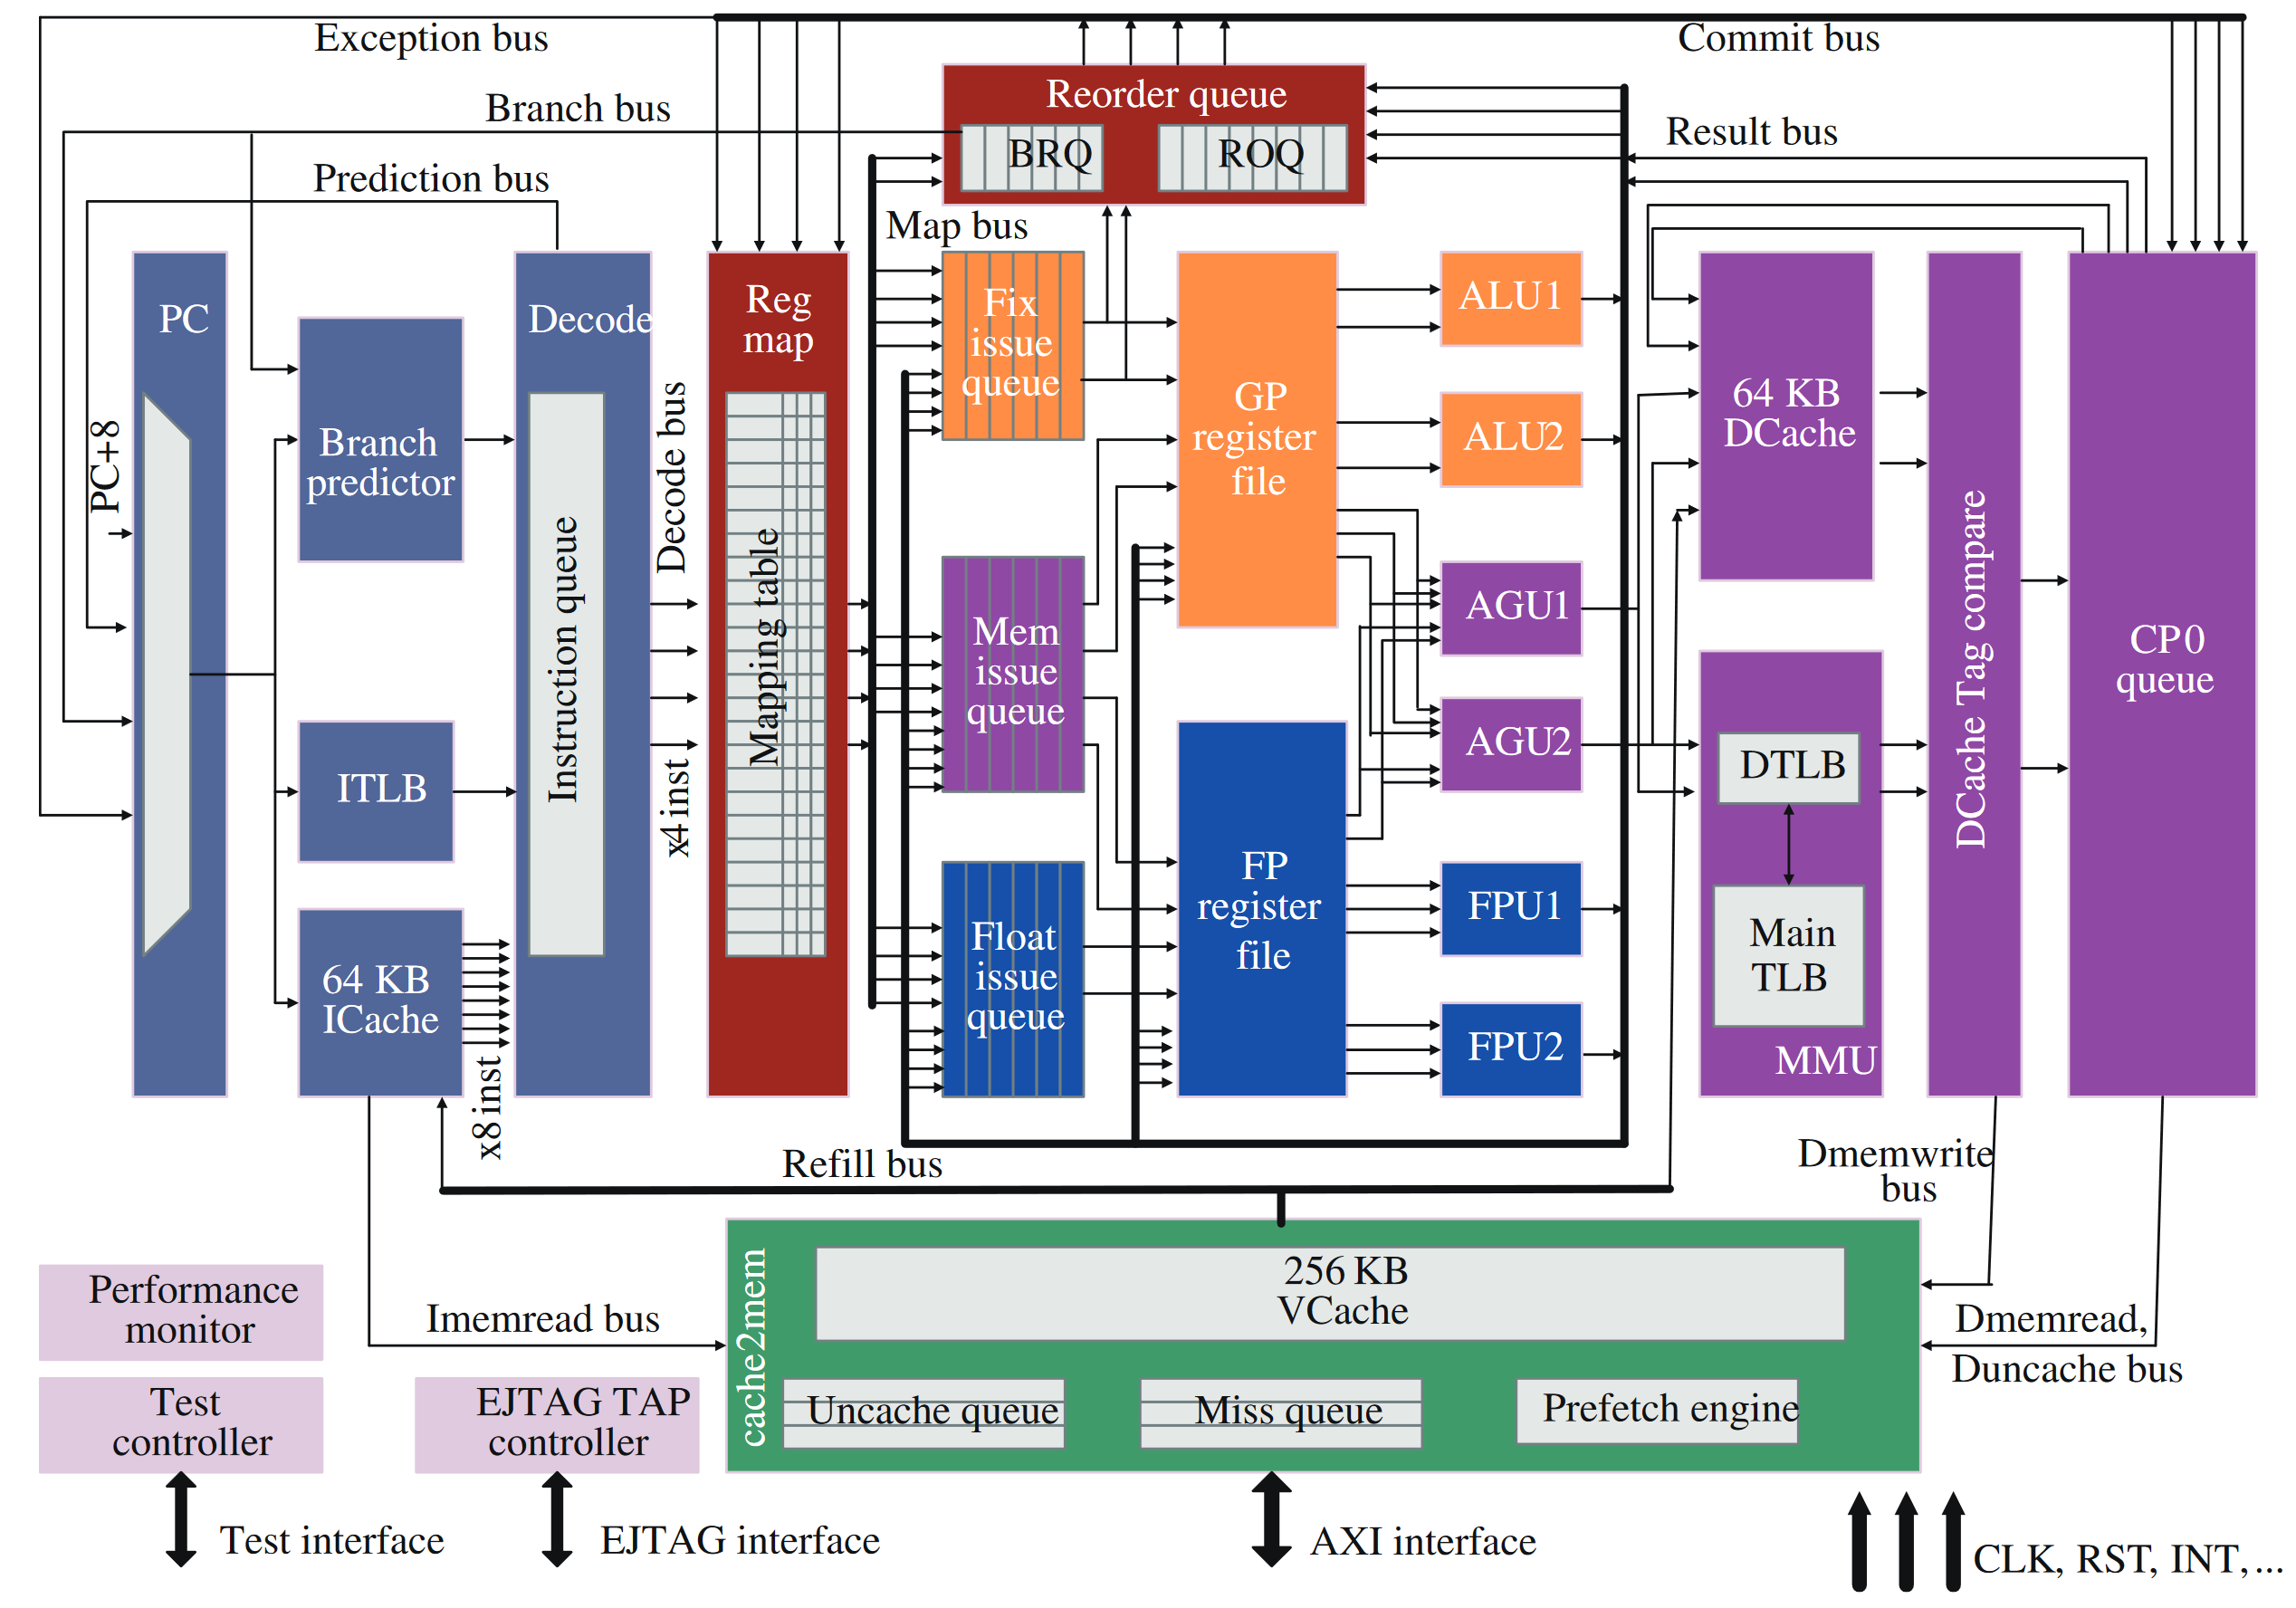 Exception bus
Commit bus
Branch bus
Reorder queue
BRQ
ROQ
Result bus
Prediction bus
Map bus
PC
PC+8
Branch
predictor
ITLB
64 KB
ICache
x8 inst
Decode
Instruction queue
Decode bus
x4 inst
Reg
map
Mapping table
Fix
issue
queue
Mem
issue
queue
Float
issue
queue
GP
register
file
FP
register
file
ALU1
ALU2
AGU1
AGU2
FPU1
FPU2
64 KB
DCache
DTLB
Main
TLB
MMU
DCache Tag compare
CP0
queue
Refill bus
Dmemwrite
bus
Imemread bus
Dmemread,
Duncache bus
cache2mem
256 KB
VCache
Uncache queue
Miss queue
Prefetch engine
Performance
monitor
Test
controller
EJTAG TAP
controller
Test interface
EJTAG interface
AXI interface
CLK, RST, INT, ...